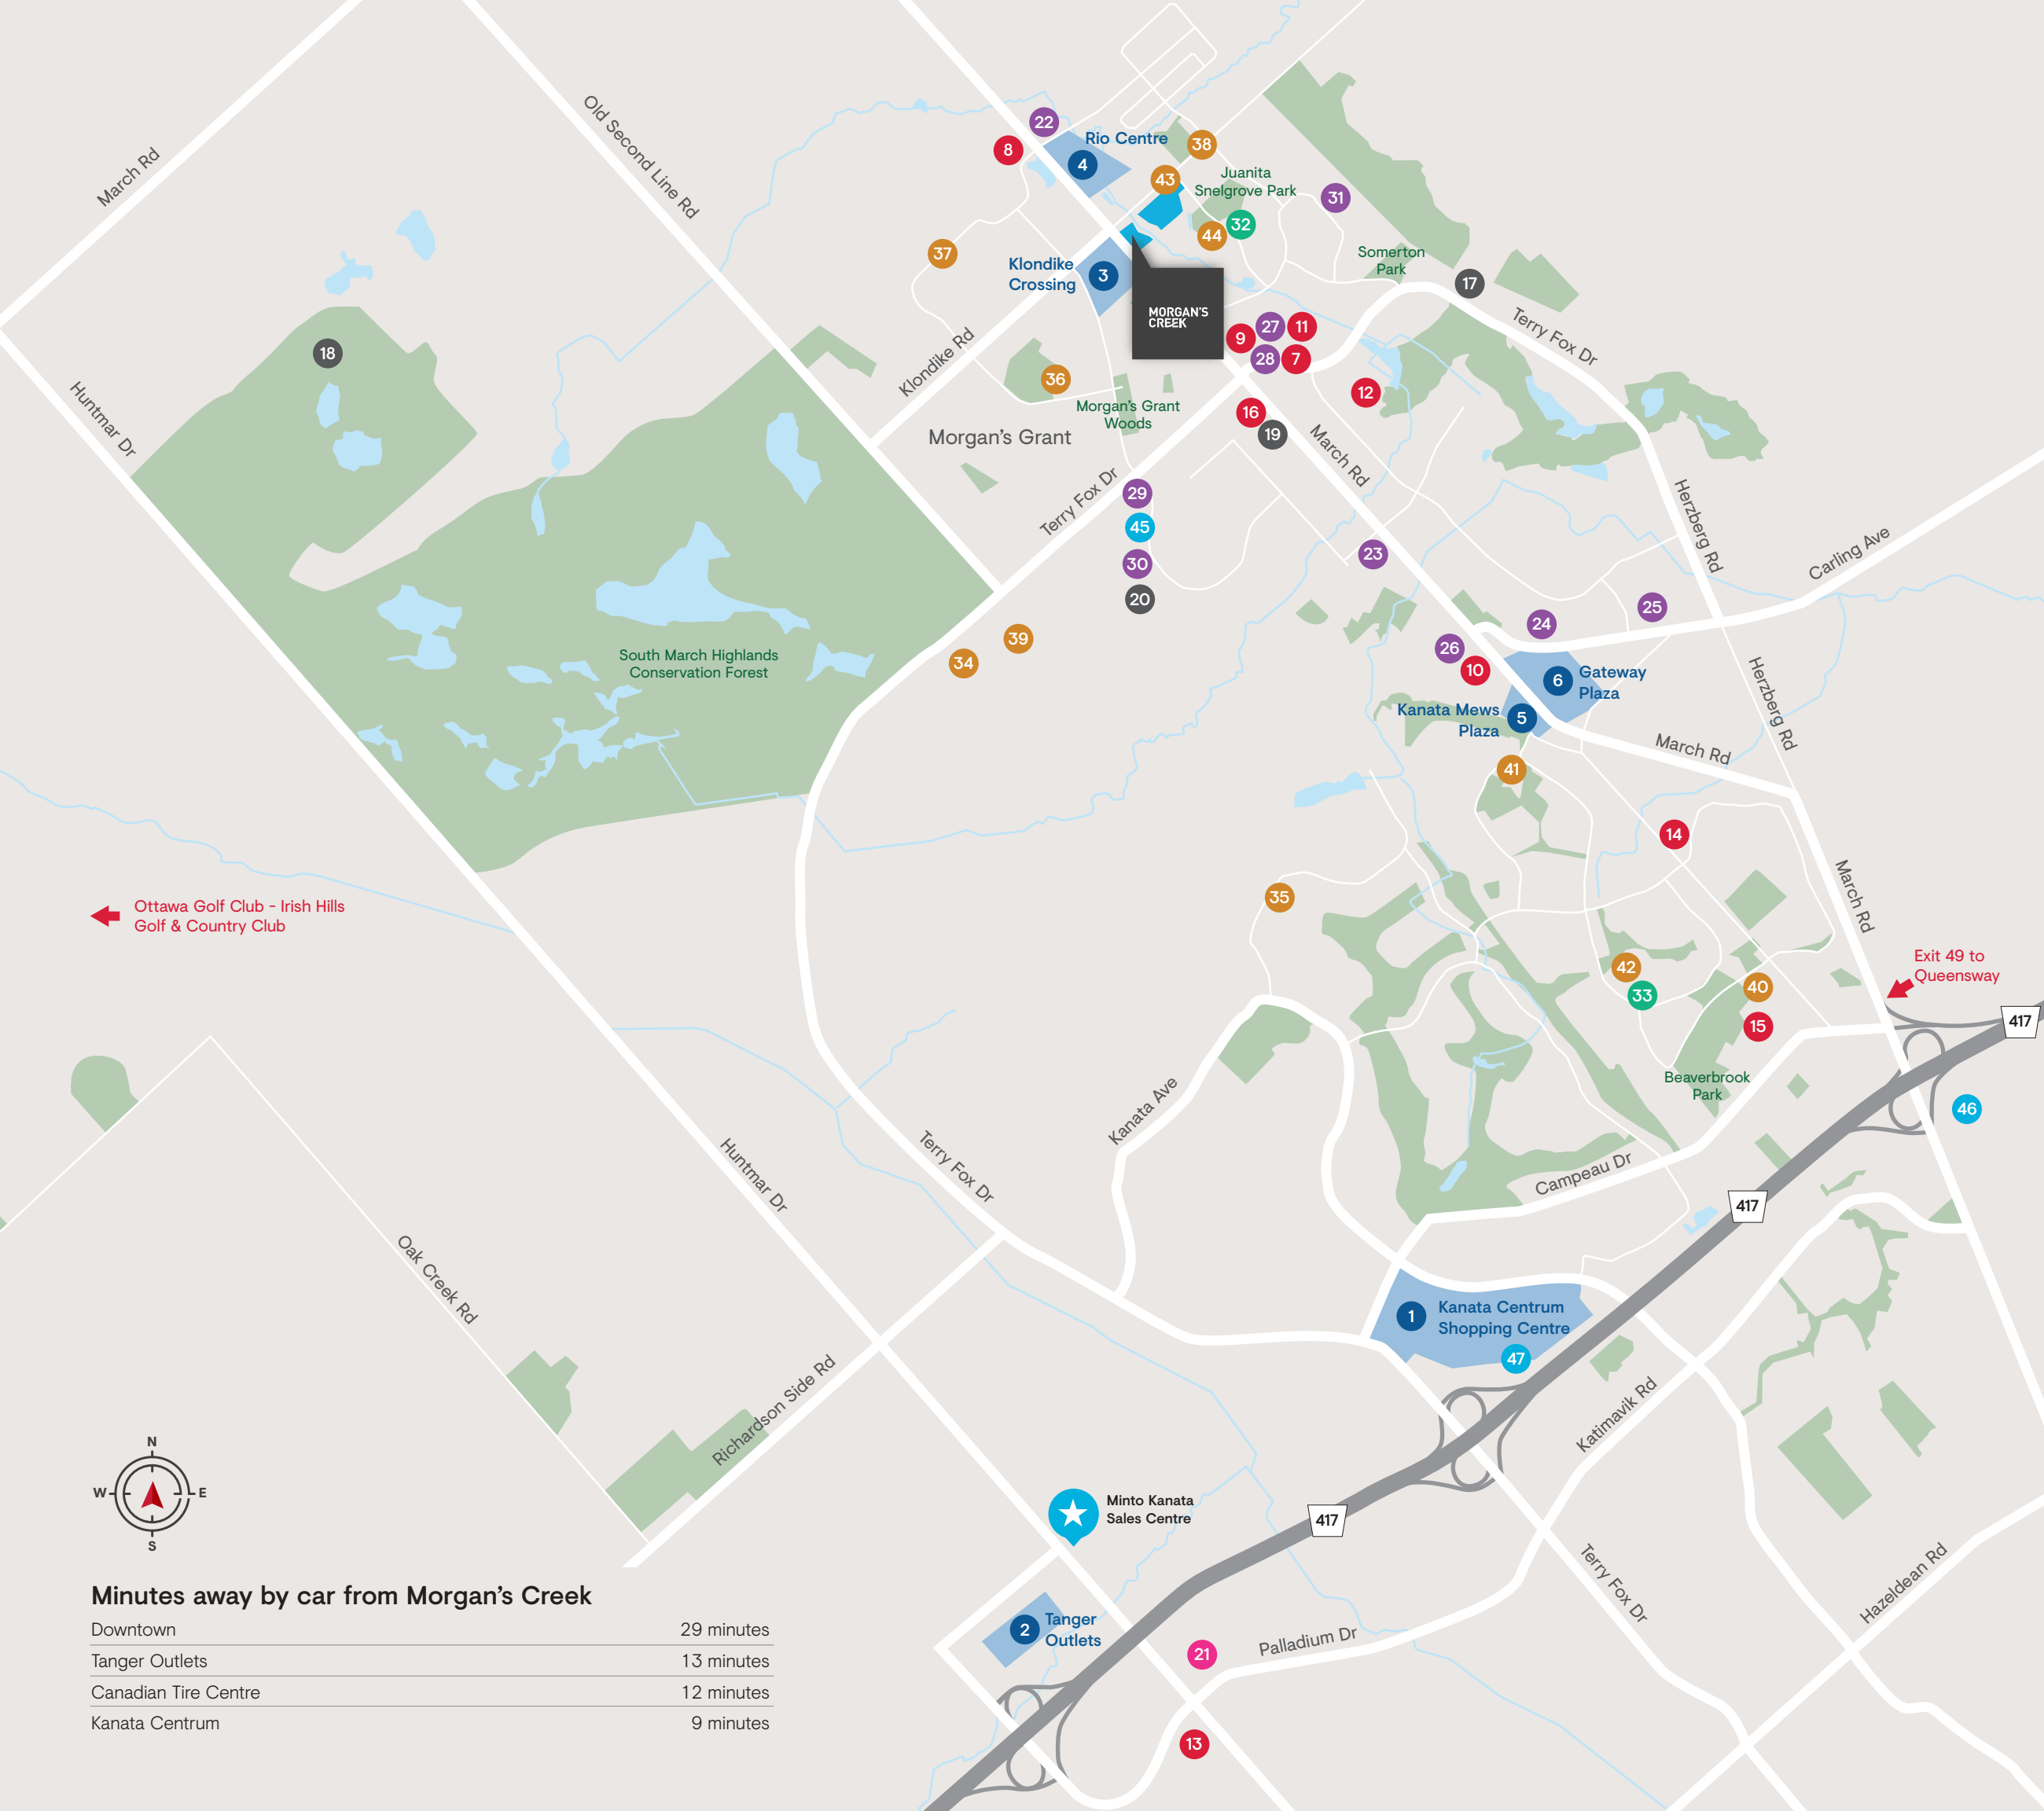 March Rd
Old Second Line Rd
22
8
Rio Centre
4
38
43
Juanita
Snelgrove Park
31
32
44
37
Klondike
Crossing
3
Somerton
Park
17
MORGAN'S
CREEK
Terry Fox Dr
18
9
27
11
28
7
Klondike Rd
36
12
Huntmar Dr
Morgan's Grant
Woods
16
19
Morgan's Grant
March Rd
Terry Fox Dr
29
45
Herzberg Rd
Carling Ave
23
30
20
25
24
39
34
South March Highlands
Conservation Forest
26
10
6
Gateway
Plaza
Herzberg Rd
Kanata Mews
Plaza
5
March Rd
41
14
March Rd
35
Ottawa Golf Club - Irish Hills
Golf & Country Club
42
33
40
15
Exit 49 to
Queensway
417
Beaverbrook
Park
46
Kanata Ave
Terry Fox Dr
Huntmar Dr
Campeau Dr
417
Oak Creek Rd
1
Kanata Centrum
Shopping Centre
47
Richardson Side Rd
Katimavik Rd
N
W
E
S
Minto Kanata
Sales Centre
417
Terry Fox Dr
Hazeldean Rd
2
Tanger
Outlets
21
Palladium Dr
13
Minutes away by car from Morgan's Creek
Downtown 29 minutes
Tanger Outlets 13 minutes
Canadian Tire Centre 12 minutes
Kanata Centrum 9 minutes